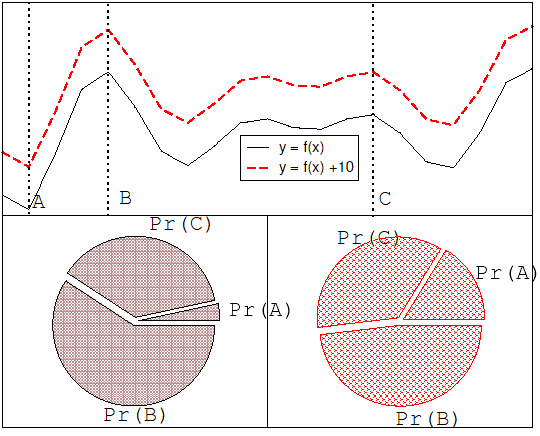 y = f(x)
y = f(x) +10
A
B
C
Pr(C)
Pr(A)
Pr(B)
Pr(C)
Pr(A)
Pr(B)